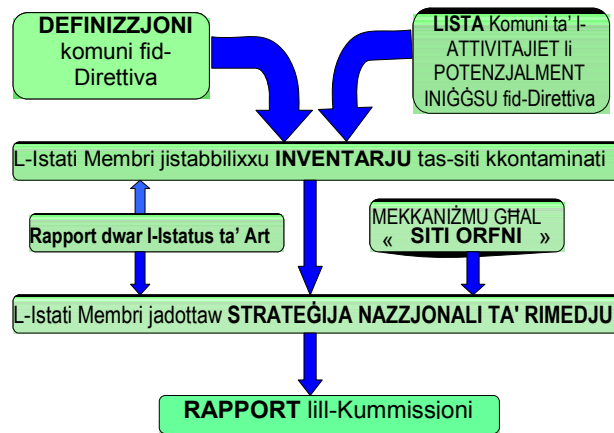 DEFINIZZJONI
komuni fid-
Direttiva
LISTA Komuni ta’ l-
ATTIVITAJIET li
POTENZJALMENT
INIĠĠSU fid-Direttiva
L-Istati Membri jistabbilixxu INVENTARJU tas-siti kkontaminati
Rapport dwar l-Istatus ta’ Art
MEKKANIŻMU GĦAL
« SITI ORFNI »
L-Istati Membri jadottaw STRATEĠIJA NAZZJONALI TA' RIMEDJU
RAPPORT lill-Kummissioni